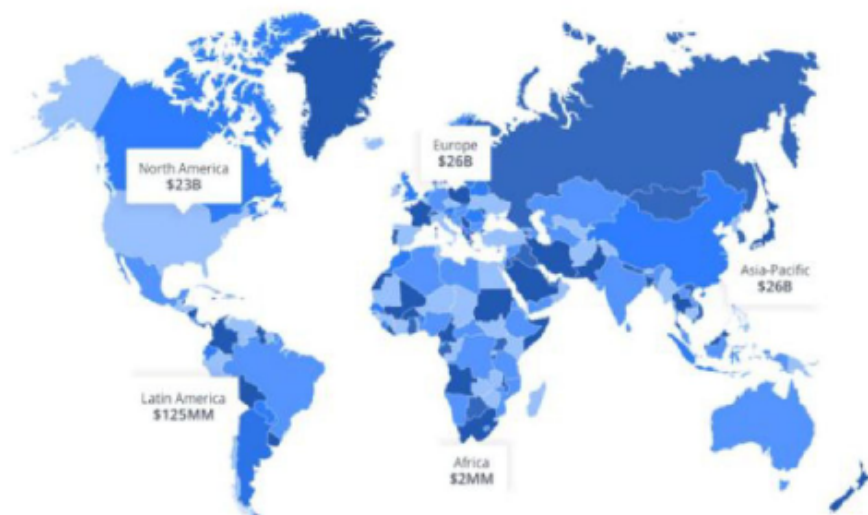 Europe
$26B
North America
$23B
Asia-Pacific
$26B
Latin America
$125MM
Africa
$2MM